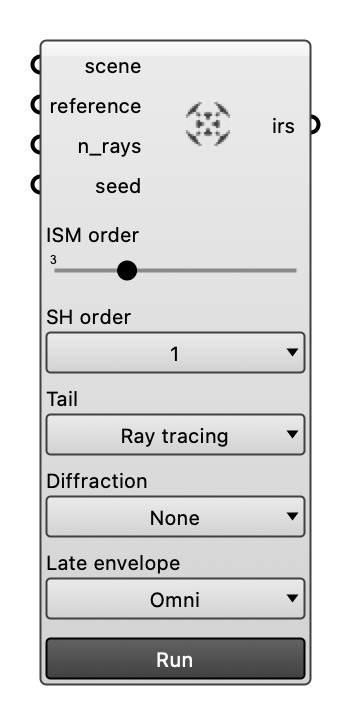 scene
reference
n_rays
seed
irs
ISM order
3
SH order
1
Tail
Ray tracing
Diffraction
None
Late envelope
Omni
Run